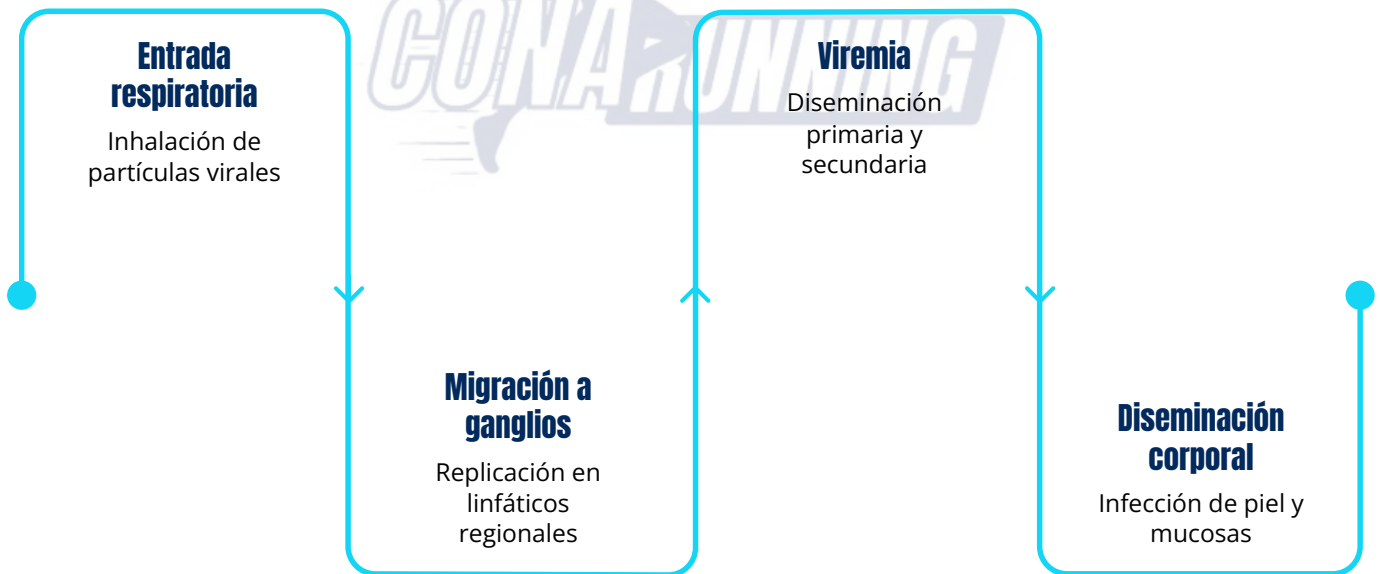 CONARUNNING
Entrada
respiratoria
Inhalación de
partículas virales
Migración a
ganglios
Replicación en
linfáticos
regionales
Viremia
Diseminación
primaria y
secundaria
Diseminación
corporal
Infección de piel y
mucosas